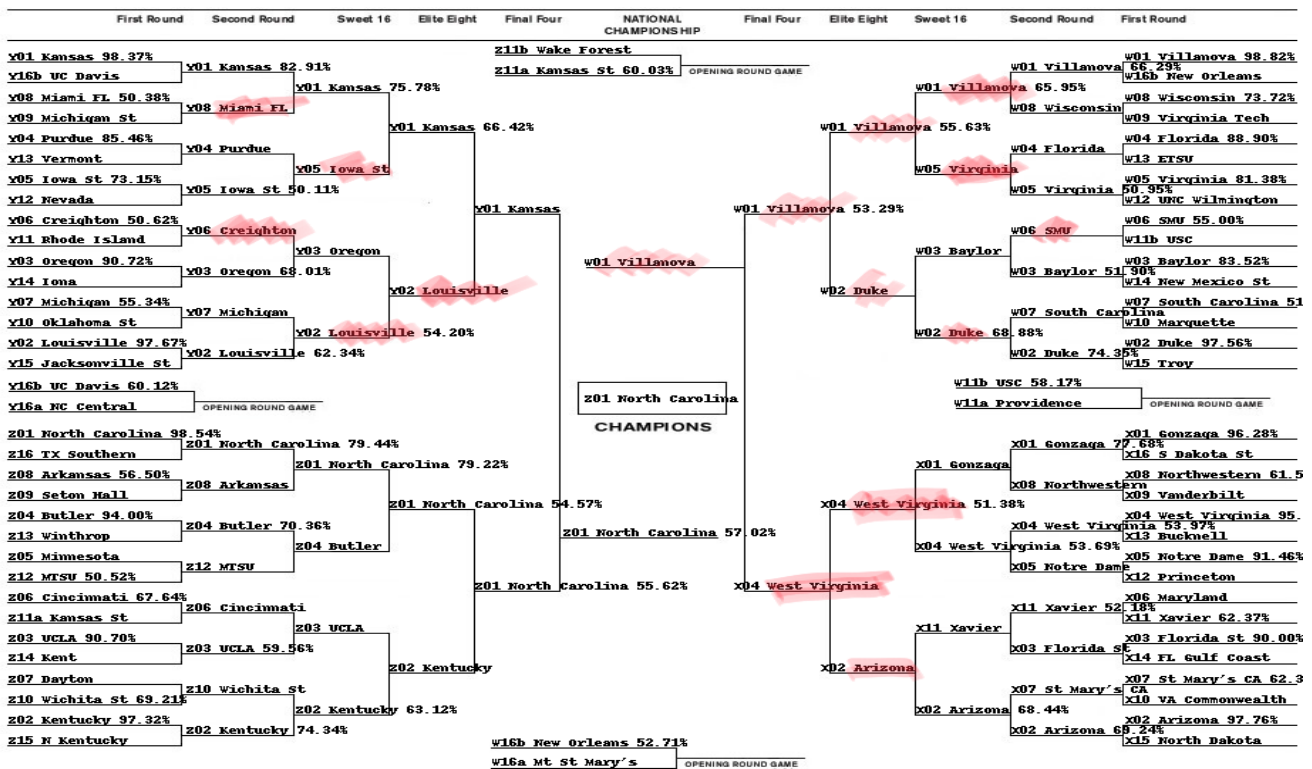 First Round Second Round Sweet 16 Elite Eight Final Four NATIONAL CHAMPIONSHIP Final Four Elite Eight Sweet 16 Second Round First Round
Z11b Wake Forest
Z11a Kansas St 60.03%
OPENING ROUND GAME
Y01 Kansas 98.37%
Y16b UC Davis
Y08 Miami FL 50.38%
Y09 Michigan St
Y04 Purdue 85.46%
Y13 Vermont
Y05 Iowa St 73.15%
Y12 Nevada
Y06 Creighton 50.62%
Y11 Rhode Island
Y03 Oregon 90.72%
Y14 Iona
Y07 Michigan 55.34%
Y10 Oklahoma St
Y02 Louisville 97.67%
Y15 Jacksonville St
Y16b UC Davis 60.12%
Y16a NC Central
OPENING ROUND GAME
Y01 Kansas 82.91%
Y08 Miami FL
Y04 Purdue
Y05 Iowa St 50.11%
Y06 Creighton
Y03 Oregon 68.01%
Y07 Michigan
Y02 Louisville 62.34%
Y01 Kansas 75.78%
Y05 Iowa St
Y03 Oregon
Y02 Louisville 54.20%
Y01 Kansas 66.42%
Y02 Louisville
Y01 Kansas
Z01 North Carolina 98.54%
Z16 TX Southern
Z08 Arkansas 56.50%
Z09 Seton Hall
Z04 Butler 94.00%
Z13 Winthrop
Z05 Minnesota
Z12 MTSU 50.52%
Z06 Cincinnati 67.64%
Z11a Kansas St
Z03 UCLA 90.70%
Z14 Kent
Z07 Dayton
Z10 Wichita St 69.21%
Z02 Kentucky 97.32%
Z15 N Kentucky
Z01 North Carolina 79.44%
Z08 Arkansas
Z04 Butler 70.36%
Z12 MTSU
Z06 Cincinnati
Z03 UCLA 59.56%
Z10 Wichita St
Z02 Kentucky 74.34%
Z01 North Carolina 79.22%
Z04 Butler
Z03 UCLA
Z02 Kentucky 63.12%
Z01 North Carolina 54.57%
Z02 Kentucky
Z01 North Carolina 55.62%
Z01 North Carolina 57.02%
W01 Villanova
Z01 North Carolina
CHAMPIONS
W01 Villanova 53.29%
X04 West Virginia
W01 Villanova 55.63%
W02 Duke
W01 Villanova 65.95%
W05 Virginia
W03 Baylor
W02 Duke 68.88%
W01 Villanova 66.29%
W08 Wisconsin
W04 Florida
W05 Virginia 50.95%
W06 SMU
W03 Baylor 51.90%
W07 South Carolina
W02 Duke 74.35%
W01 Villanova 98.82%
W16b New Orleans
W08 Wisconsin 73.72%
W09 Virginia Tech
W04 Florida 88.90%
W13 ETSU
W05 Virginia 81.38%
W12 UNC Wilmington
W06 SMU 55.00%
W11b USC
W03 Baylor 83.52%
W14 New Mexico St
W07 South Carolina 51
W10 Marquette
W02 Duke 97.56%
W15 Troy
W11b USC 58.17%
W11a Providence
OPENING ROUND GAME
X04 West Virginia 51.38%
X02 Arizona
X01 Gonzaga
X04 West Virginia 53.69%
X11 Xavier
X02 Arizona 68.44%
X01 Gonzaga 77.68%
X08 Northwestern
X04 West Virginia 53.97%
X05 Notre Dame
X11 Xavier 52.18%
X03 Florida St
X07 St Mary's CA
X02 Arizona 69.24%
X01 Gonzaga 96.28%
X16 S Dakota St
X08 Northwestern 61.5
X09 Vanderbilt
X04 West Virginia 95.
X13 Bucknell
X05 Notre Dame 91.46%
X12 Princeton
X06 Maryland
X11 Xavier 62.37%
X03 Florida St 90.00%
X14 FL Gulf Coast
X07 St Mary's CA 62.3
X10 VA Commonwealth
X02 Arizona 97.76%
X15 North Dakota
W16b New Orleans 52.71%
W16a Mt St Mary's
OPENING ROUND GAME